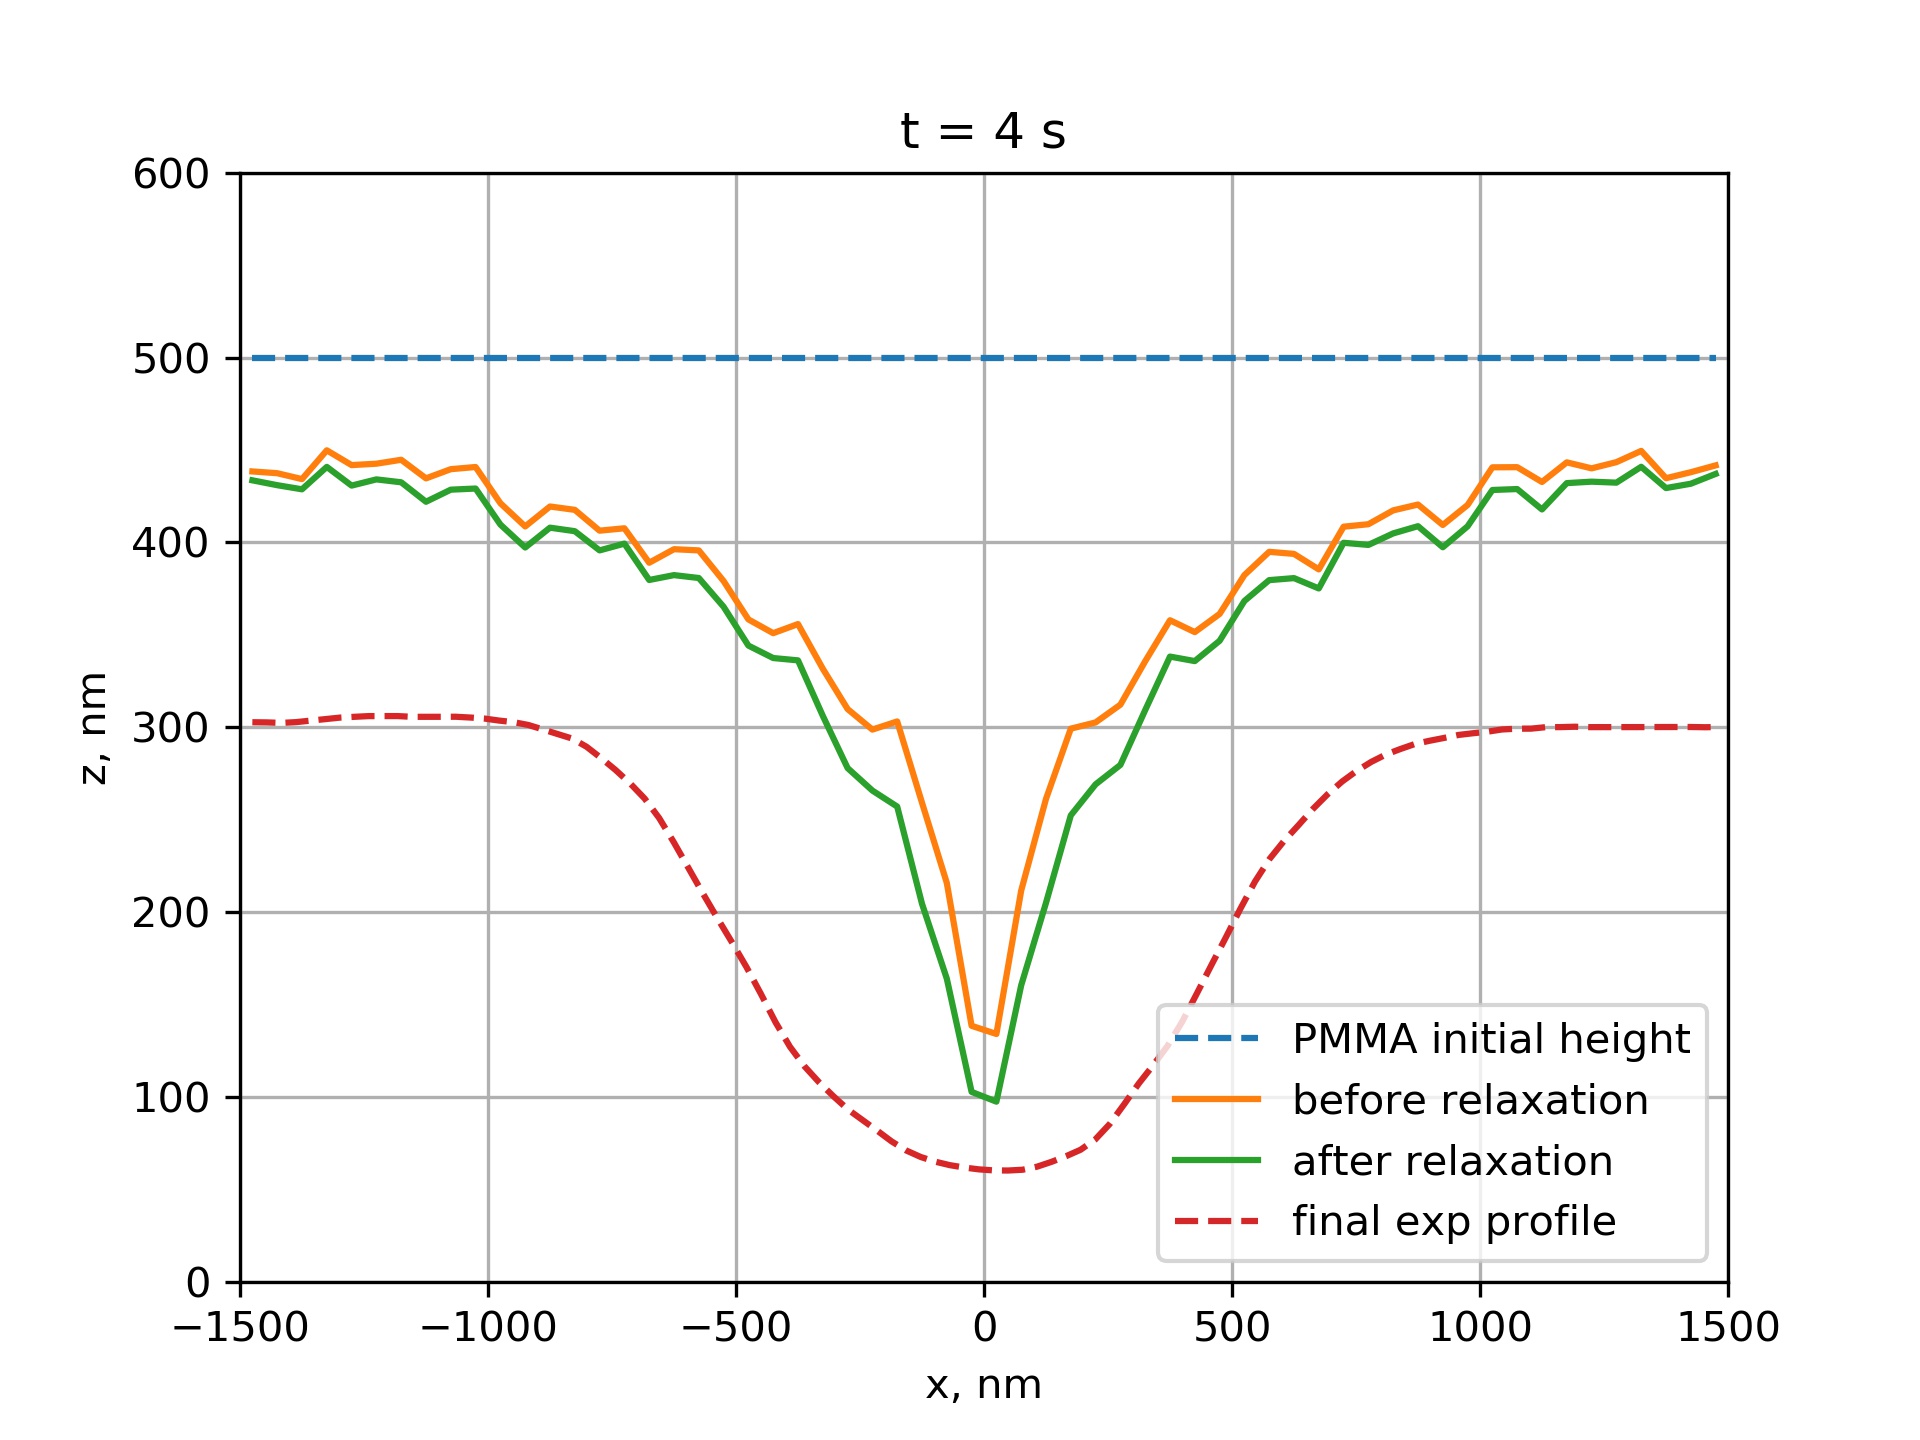 t = 4 s
600
500
400
300
200
100
0
z, nm
−1500
−1000
−500
0
500
1000
1500
x, nm
PMMA initial height
before relaxation
after relaxation
final exp profile